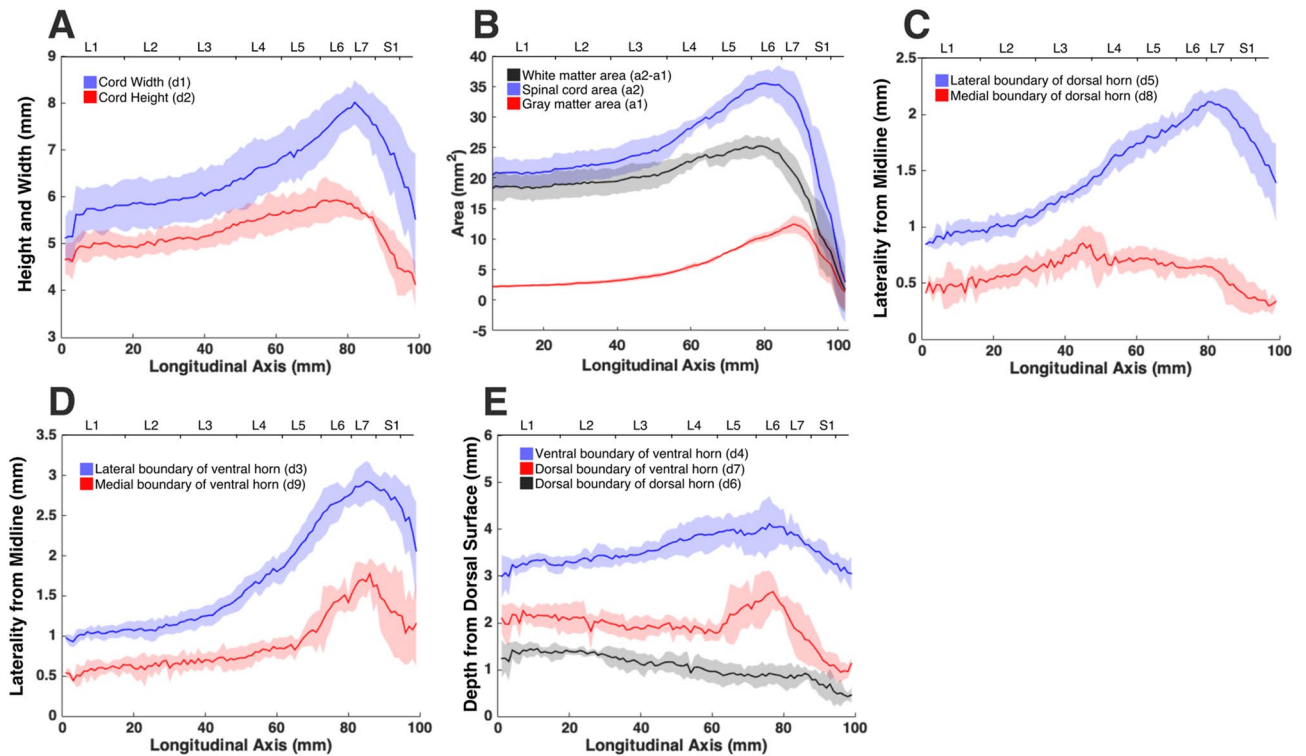 A
L1 L2 L3 L4 L5 L6 L7 S1
Height and Width (mm)
9
8
7
6
5
4
3
Cord Width (d1)
Cord Height (d2)
0 20 40 60 80 100
Longitudinal Axis (mm)
B
L1 L2 L3 L4 L5 L6 L7 S1
Area (mm²)
40
35
30
25
20
15
10
5
0
-5
White matter area (a2-a1)
Spinal cord area (a2)
Gray matter area (a1)
20 40 60 80 100
Longitudinal Axis (mm)
C
L1 L2 L3 L4 L5 L6 L7 S1
Laterality from Midline (mm)
2.5
2
1.5
1
0.5
0
Lateral boundary of dorsal horn (d5)
Medial boundary of dorsal horn (d8)
0 20 40 60 80 100
Longitudinal Axis (mm)
D
L1 L2 L3 L4 L5 L6 L7 S1
Laterality from Midline (mm)
3.5
3
2.5
2
1.5
1
0.5
0
Lateral boundary of ventral horn (d3)
Medial boundary of ventral horn (d9)
0 20 40 60 80 100
Longitudinal Axis (mm)
E
L1 L2 L3 L4 L5 L6 L7 S1
Depth from Dorsal Surface (mm)
6
5
4
3
2
1
0
Ventral boundary of ventral horn (d4)
Dorsal boundary of ventral horn (d7)
Dorsal boundary of dorsal horn (d6)
0 20 40 60 80 100
Longitudinal Axis (mm)